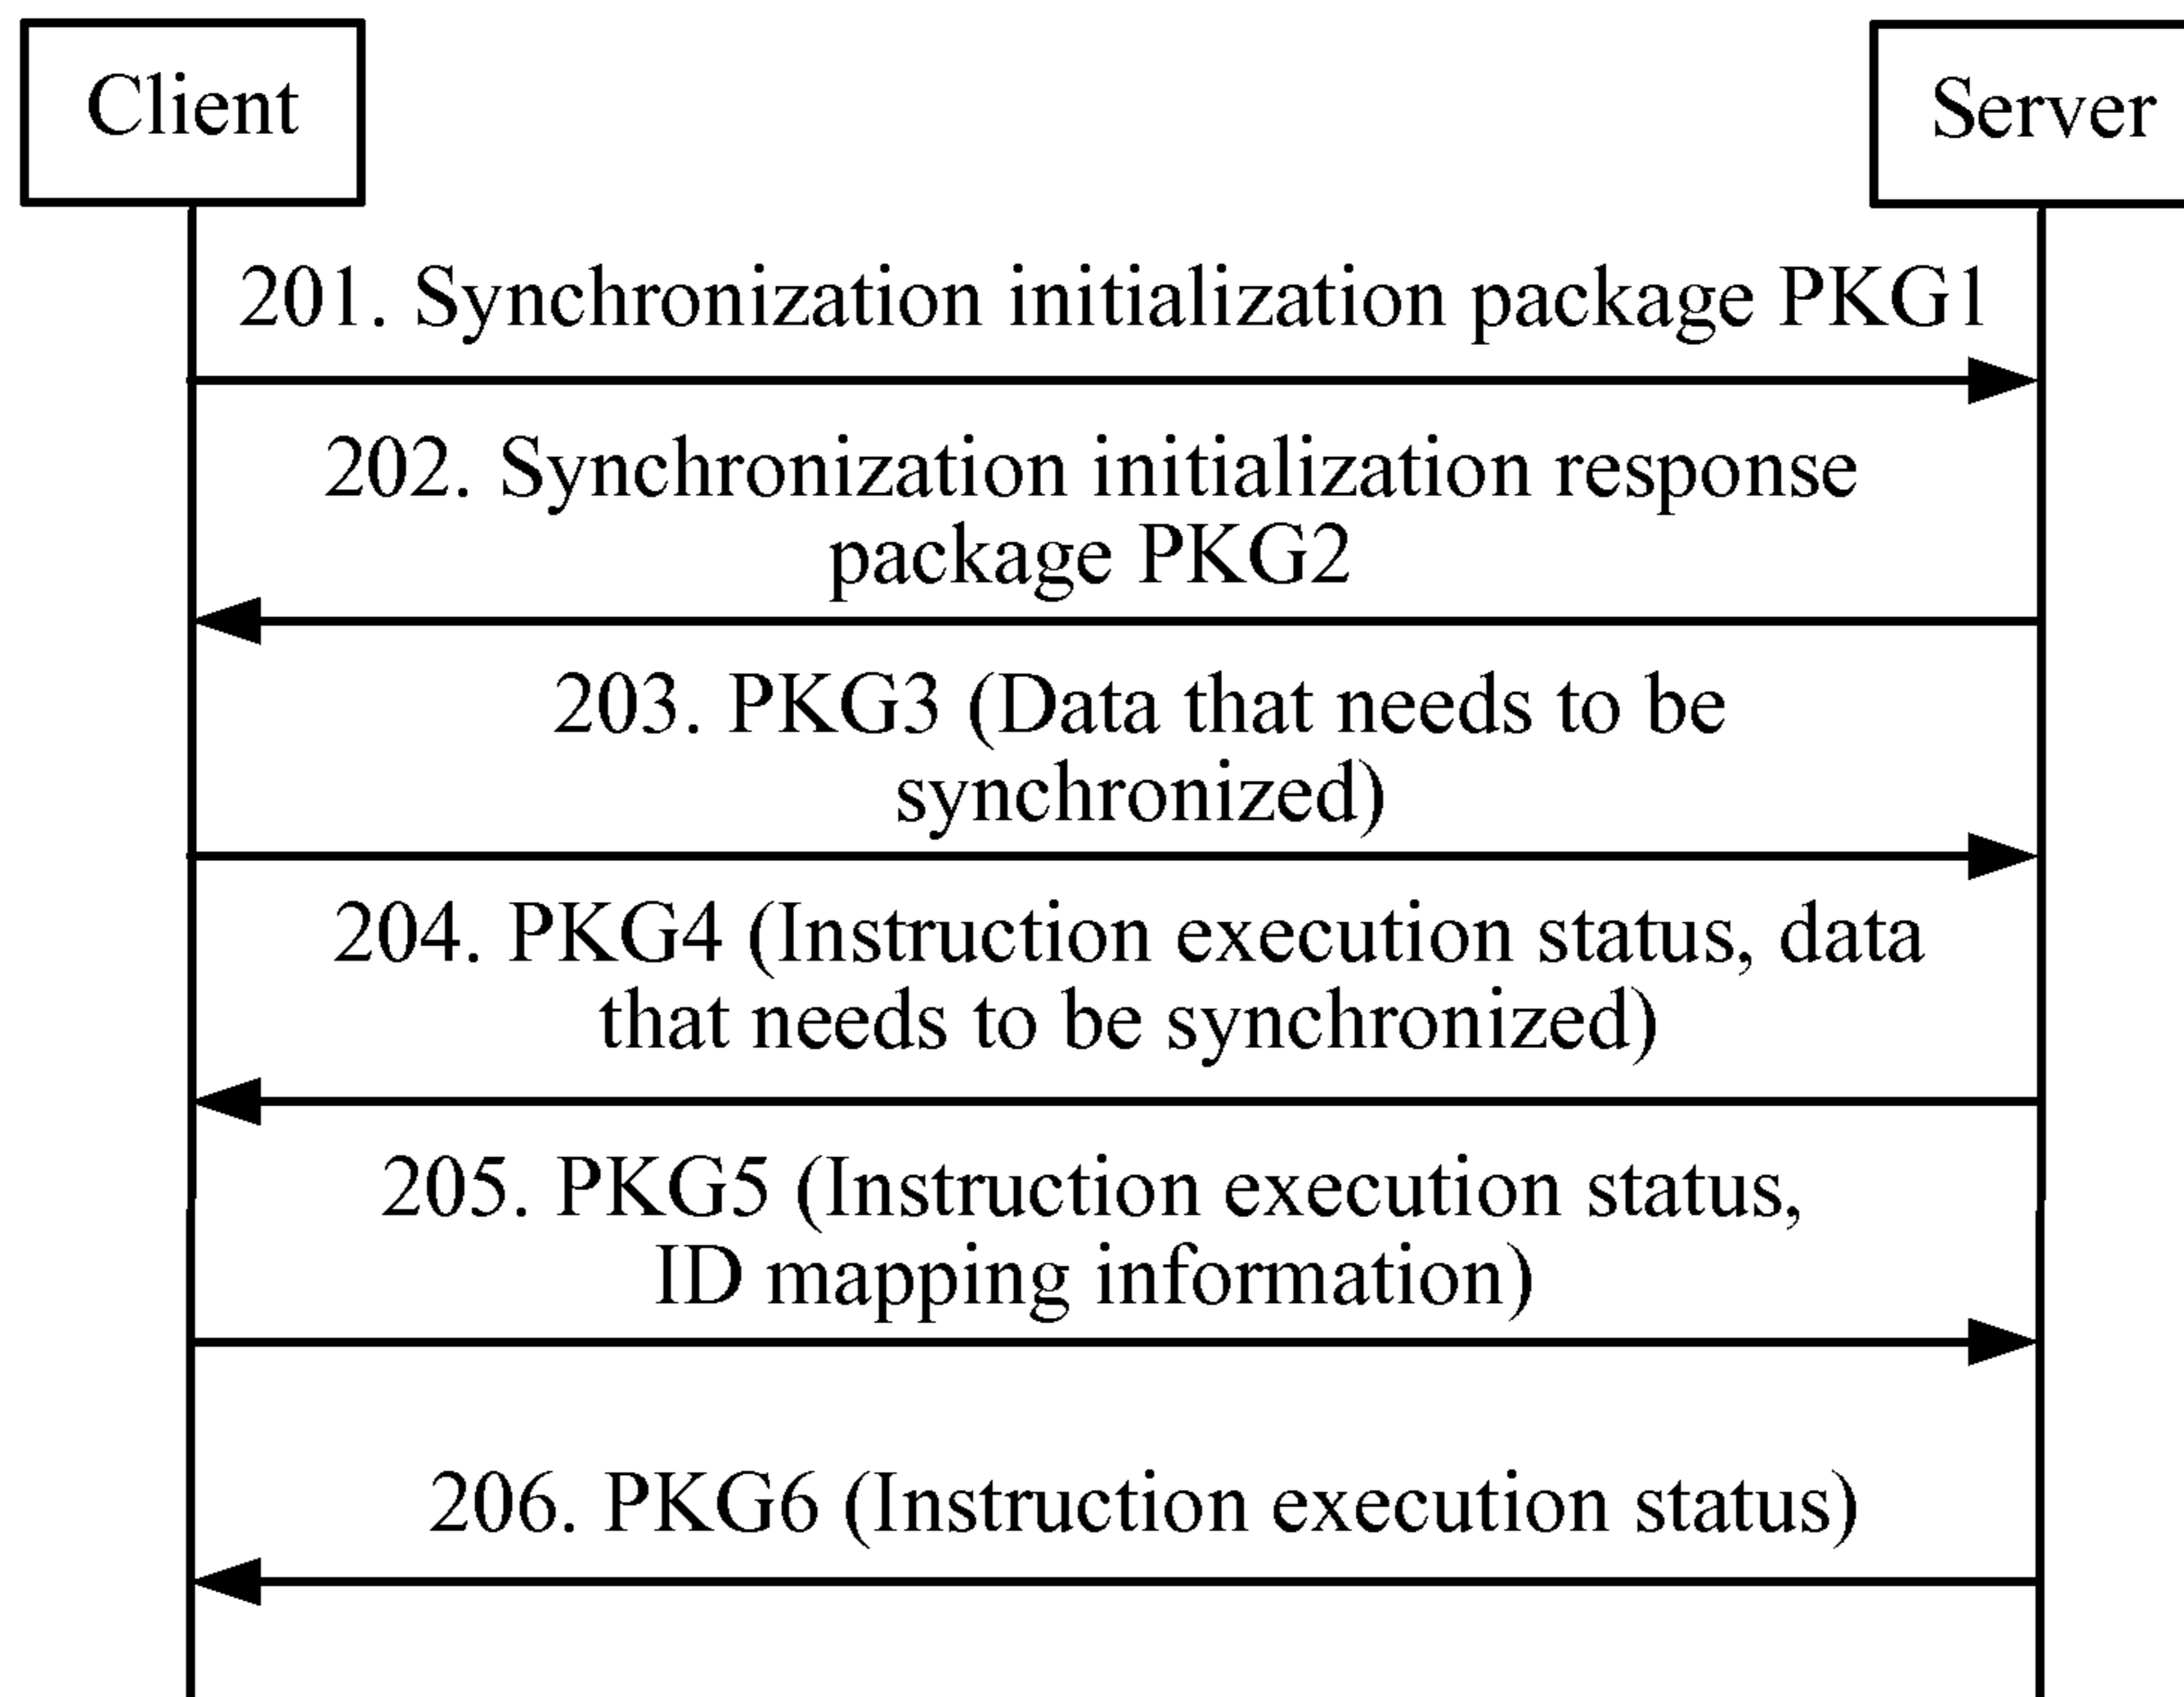 Client
Server
201. Synchronization initialization package PKG1
202. Synchronization initialization response
package PKG2
203. PKG3 (Data that needs to be
synchronized)
204. PKG4 (Instruction execution status, data
that needs to be synchronized)
205. PKG5 (Instruction execution status,
ID mapping information)
206. PKG6 (Instruction execution status)